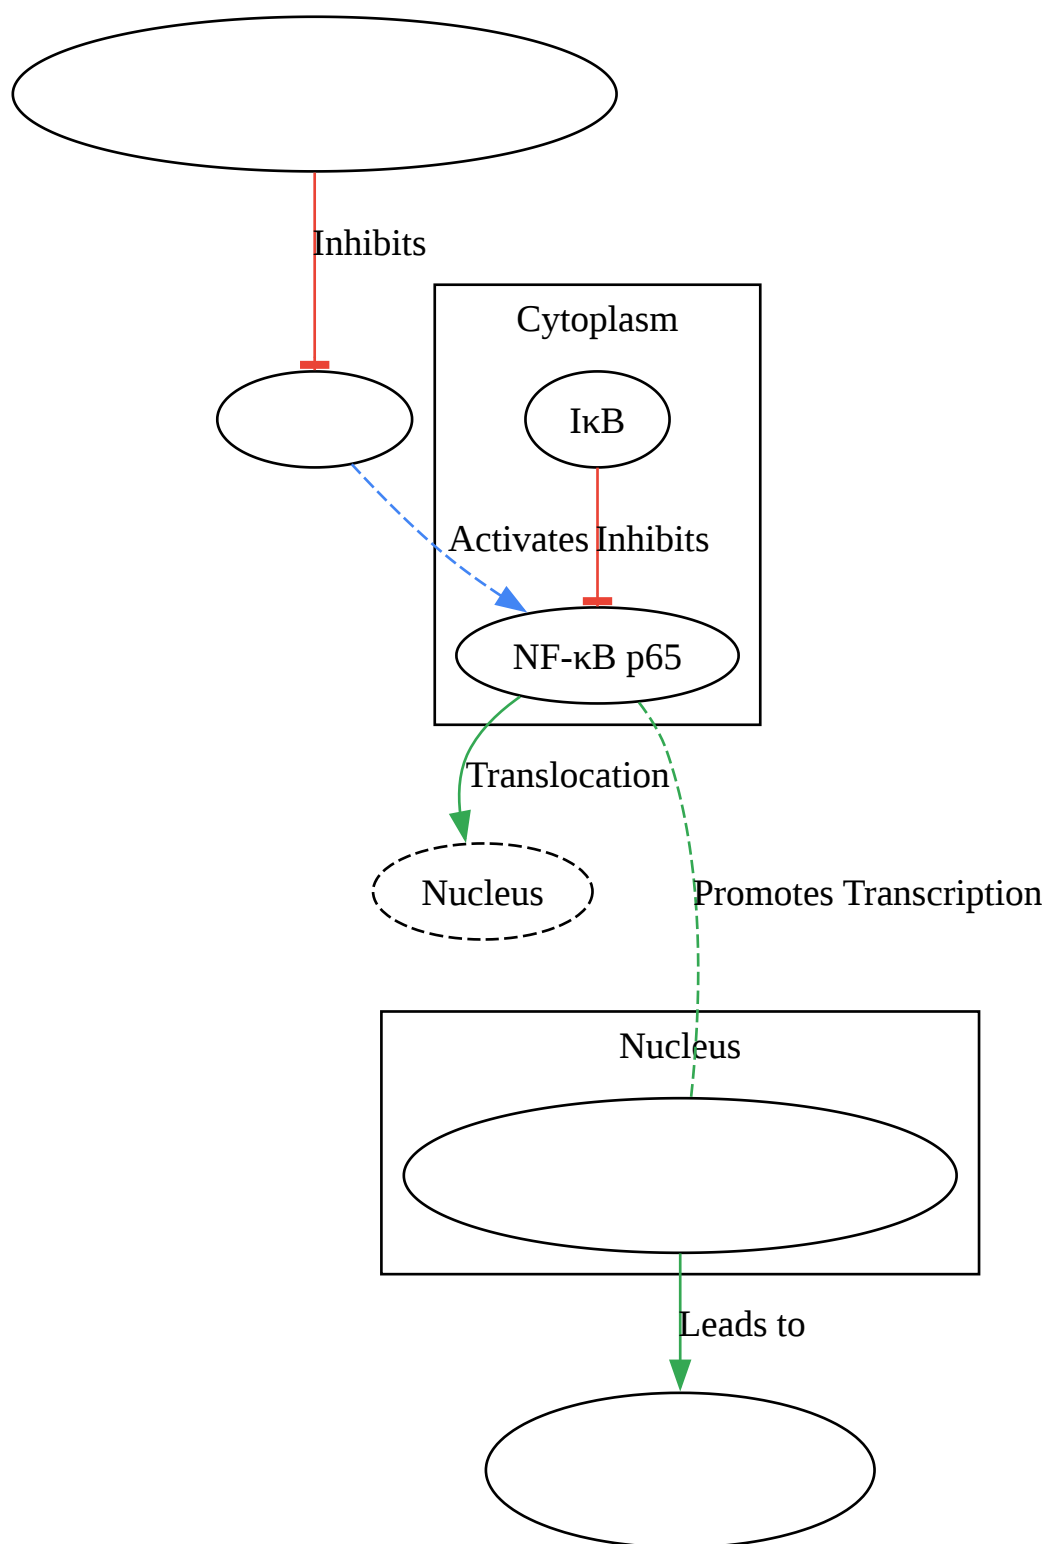 Inhibits
Cytoplasm
IκB
Activates
Inhibits
NF-κB p65
Translocation
Nucleus
Promotes Transcription
Nucleus
Leads to